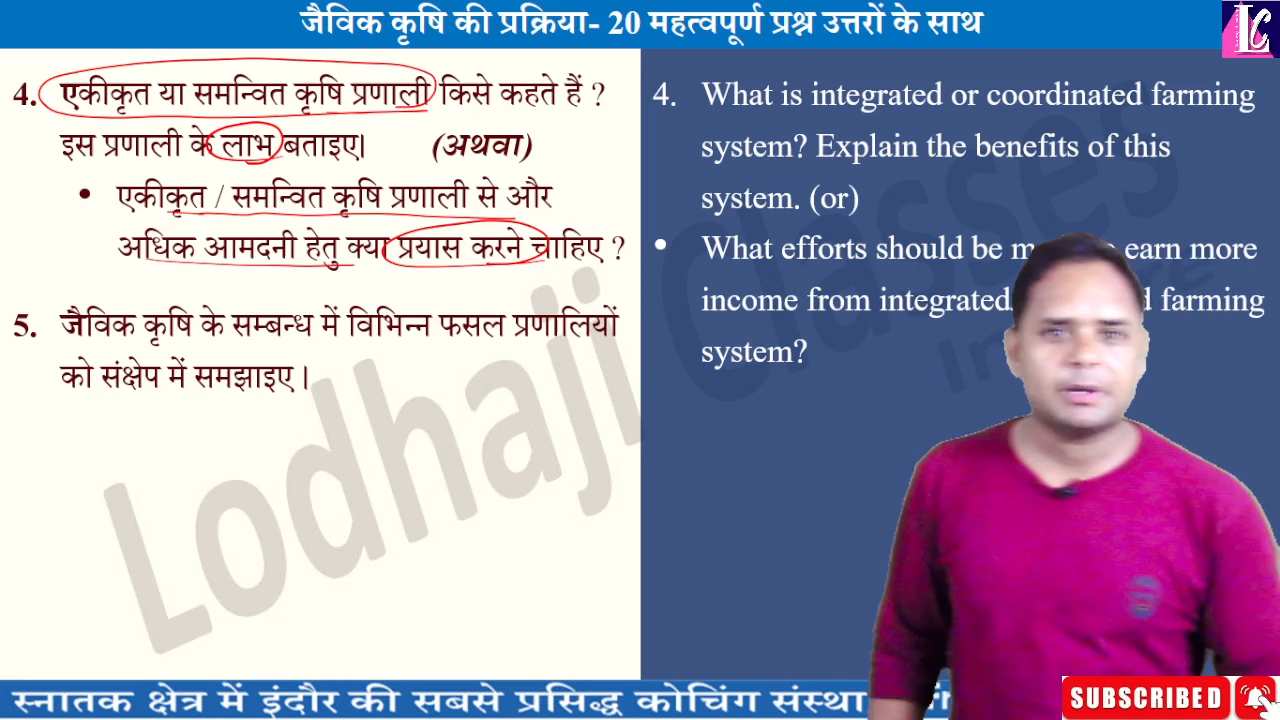 जैविक कृषि की प्रक्रिया- 20 महत्वपूर्ण प्रश्न उत्तरों के साथ
LC
4. एकीकृत या समन्वित कृषि प्रणाली किसे कहते हैं ?
इस प्रणाली के लाभ बताइए। (अथवा)
• एकीकृत / समन्वित कृषि प्रणाली से और
अधिक आमदनी हेतु क्या प्रयास करने चाहिए ?
5. जैविक कृषि के सम्बन्ध में विभिन्न फसल प्रणालियों
को संक्षेप में समझाइए।
4. What is integrated or coordinated farming
system? Explain the benefits of this
system. (or)
• What efforts should be earn more
income from integrated farming
system?
Lodhaji Classes
स्नातक क्षेत्र में इंदौर की सबसे प्रसिद्ध कोचिंग संस्था
SUBSCRIBED